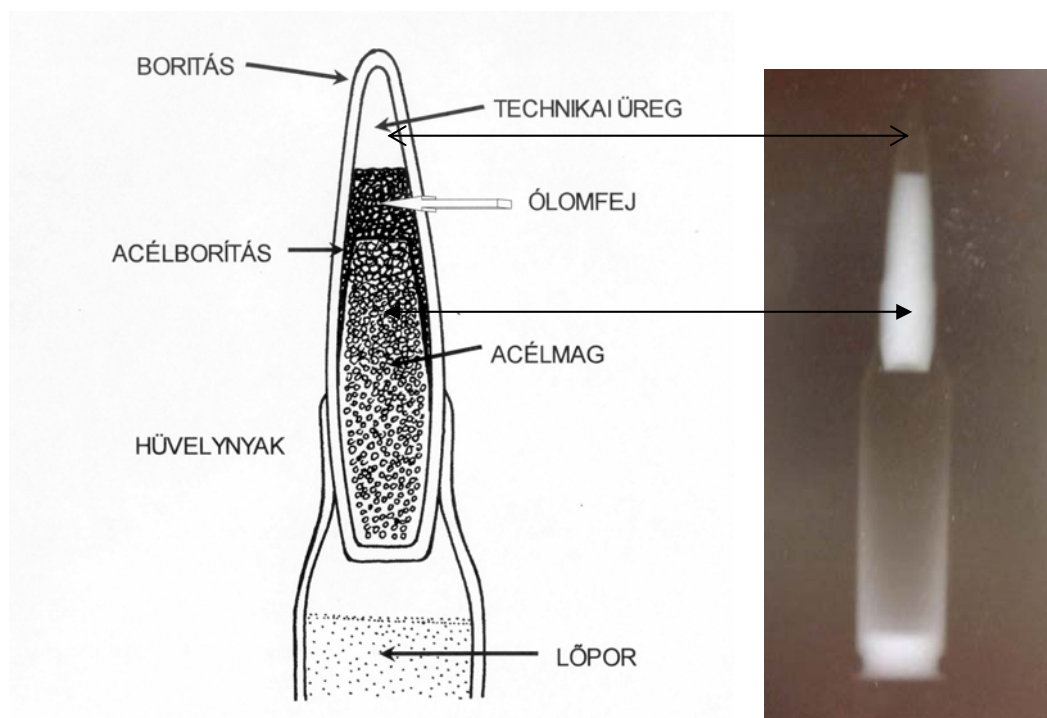 BORITÁS
TECHNIKAI ÜREG
ÓLOMFEJ
ACÉLBORÍTÁS
ACÉLMAG
HÜVELYNYAK
LŐPOR